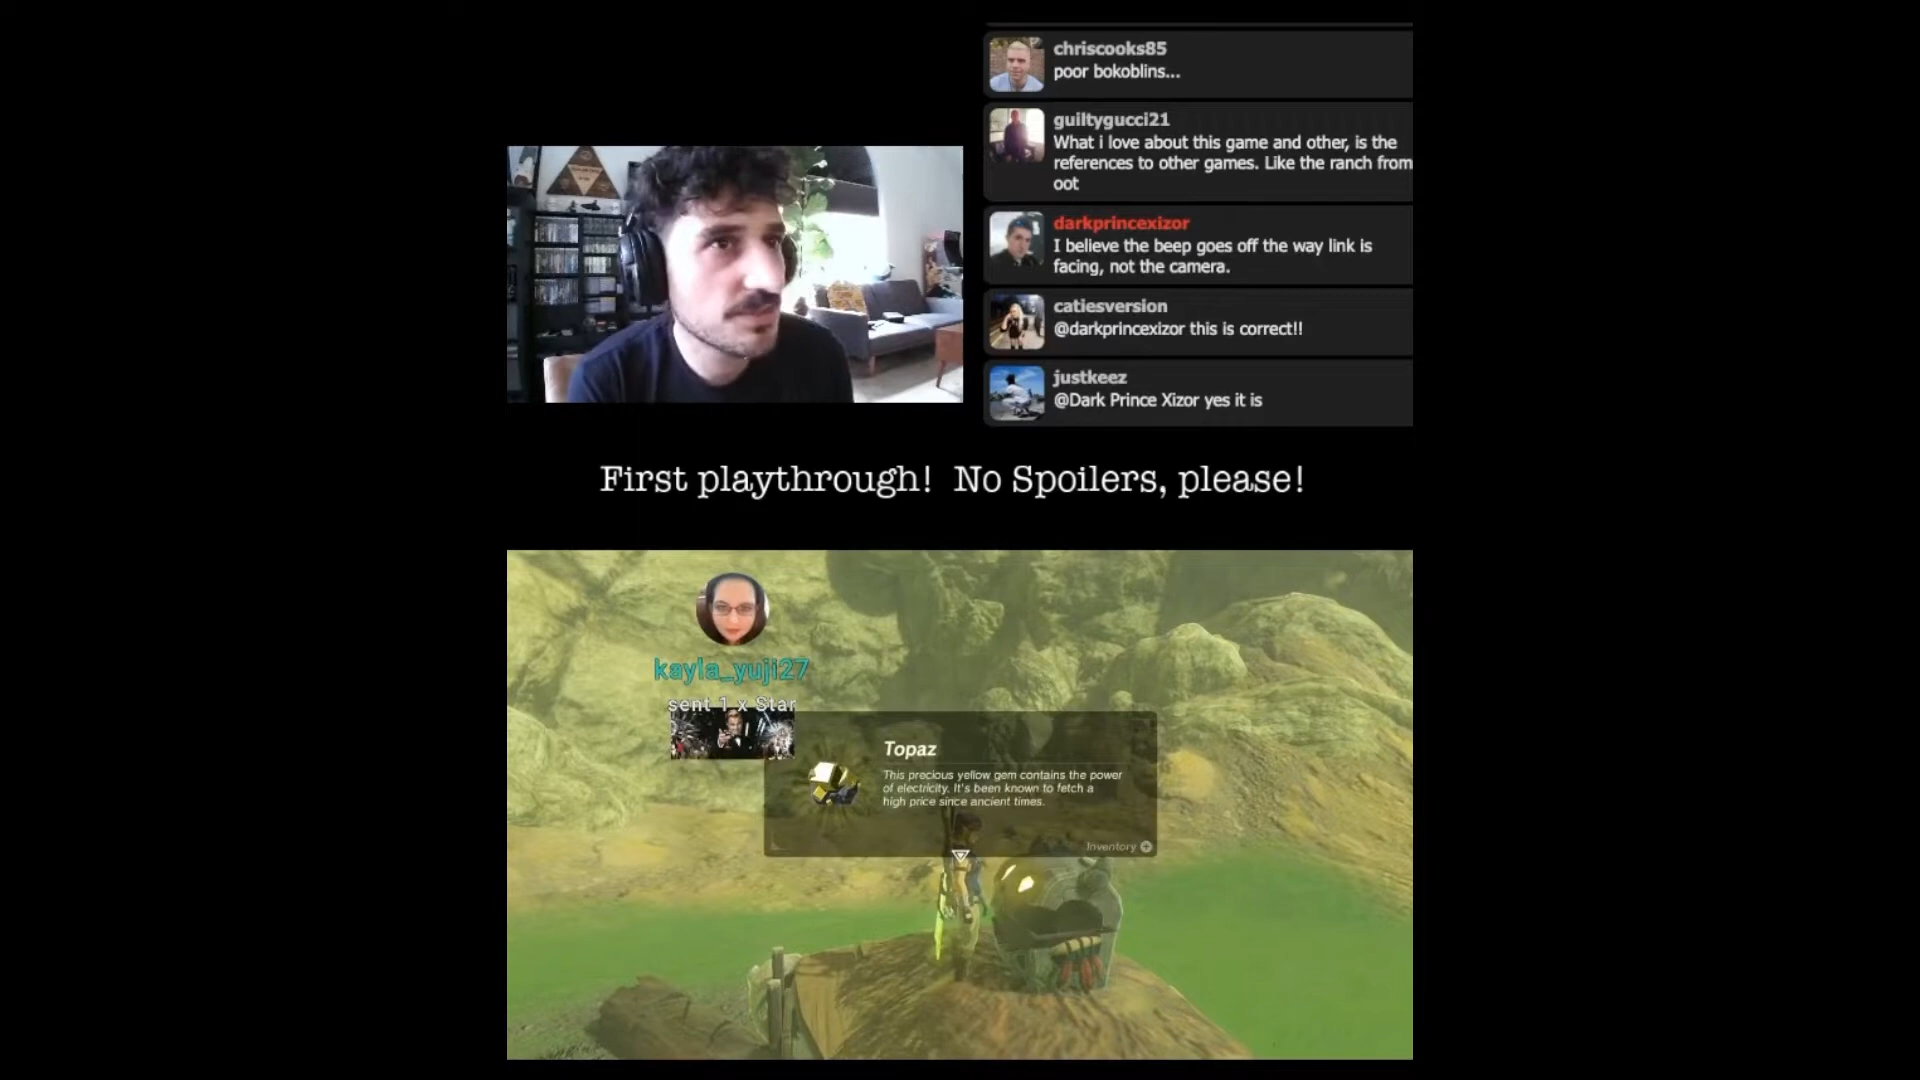 chriscooks85
poor bokoblins...
guiltygucci21
What i love about this game and other, is the
references to other games. Like the ranch from
oot
darkprincexizor
I believe the beep goes off the way link is
facing, not the camera.
catiesversion
@darkprincexizor this is correct!!
justkeez
@Dark Prince Xizor yes it is
First playthrough! No Spoilers, please!
kayla_yuji27
sent 1 x Star
Topaz
This precious yellow gem contains the power
of electricity. It's been known to fetch a
high price since ancient times.
Inventory